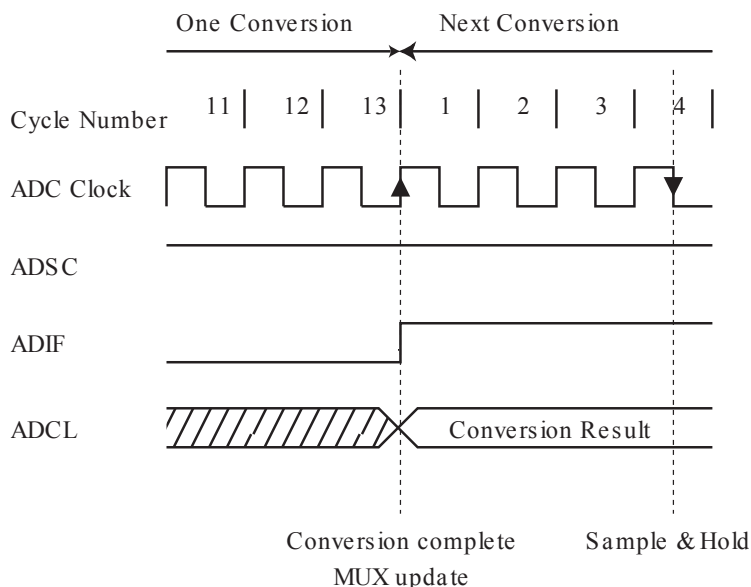 One Conversion Next Conversion
Cycle Number 11 12 13 1 2 3 4
ADC Clock
ADSC
ADIF
ADCL Conversion Result
Conversion complete Sample & Hold
MUX update